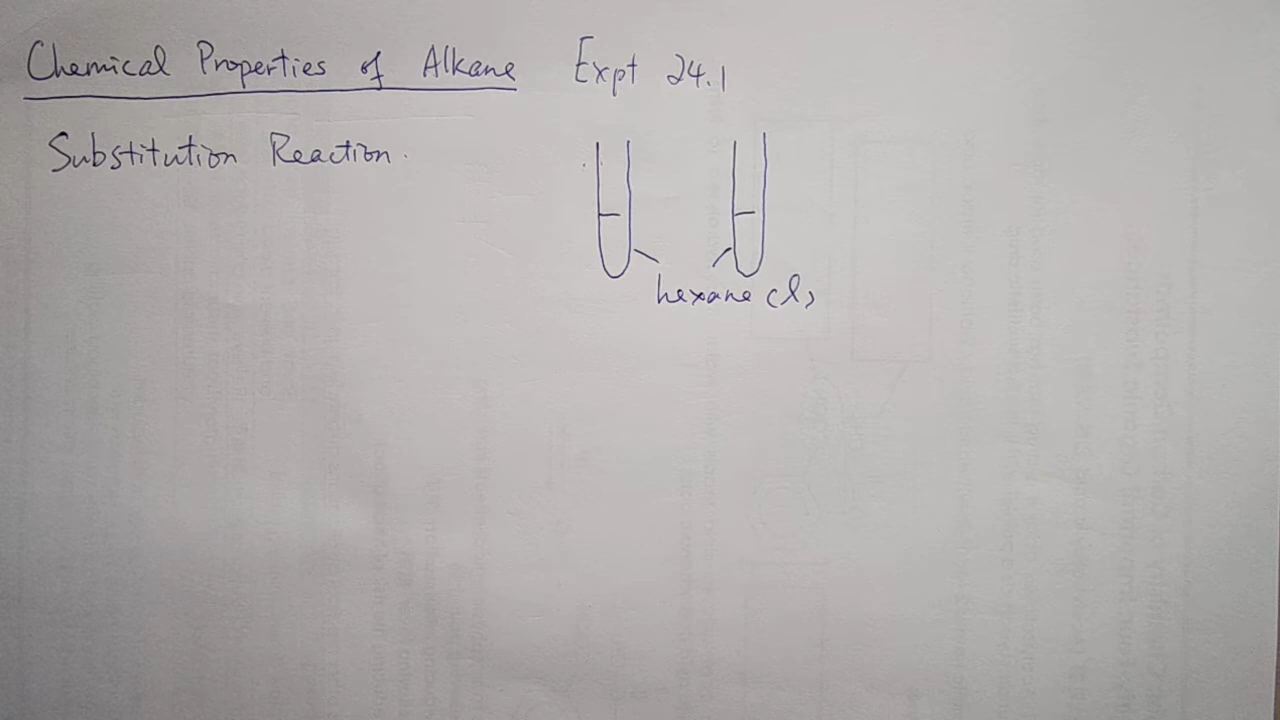 Chemical Properties of Alkane Expt 24.1
Substitution Reaction.
hexane (l)